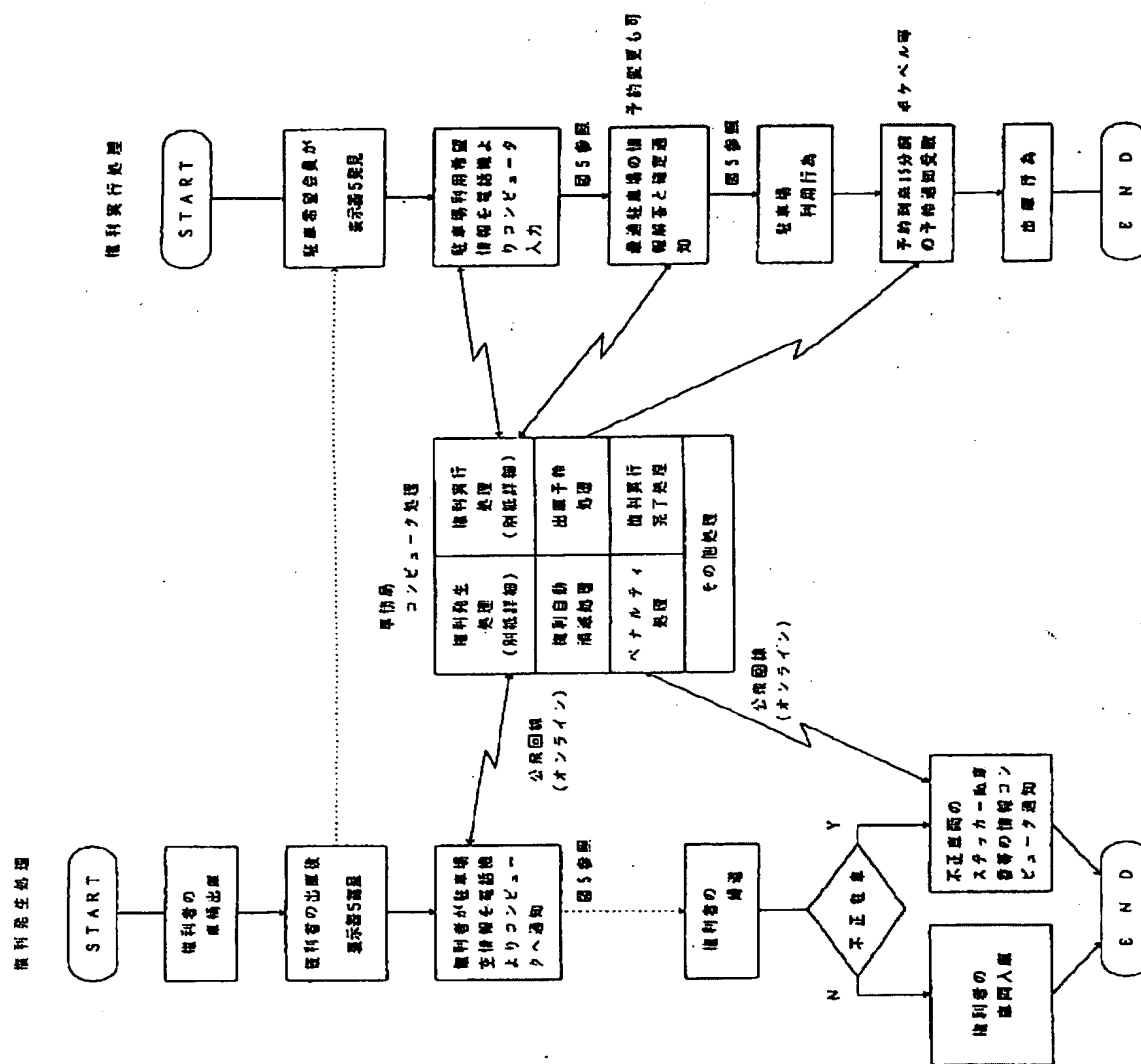 権利発生処理
START
権利者の
車輌出庫
権利者の出庫後
表示器5設置
権利者が駐車場
空情報を電話機
よりコンピュー
タへ通知
公衆回線
(オンライン)
図5参照
権利者の
帰還
不正駐車
N
Y
権利者の
車両入庫
不正車両の
ステッカー
番等の情報コン
ピュータ通知
公衆回線
(オンライン)
END
事務局
コンピュータ処理
権利発生
処理
(別紙詳細)
権利実行
処理
(別紙詳細)
権利自動
消滅処理
出庫予鈴
処理
ペナルティ
処理
権利実行
完了処理
その他処理
権利実行処理
START
駐車希望会員が
表示器5発見
駐車場利用希望
情報を電話機よ
りコンピュータ
入力
図5参照
最適駐車場の情
報解答と確定通
知
予約変更も可
図5参照
駐車場
利用行為
予約到来15分前
の予鈴通知受取
ポケベル等
出庫行為
END